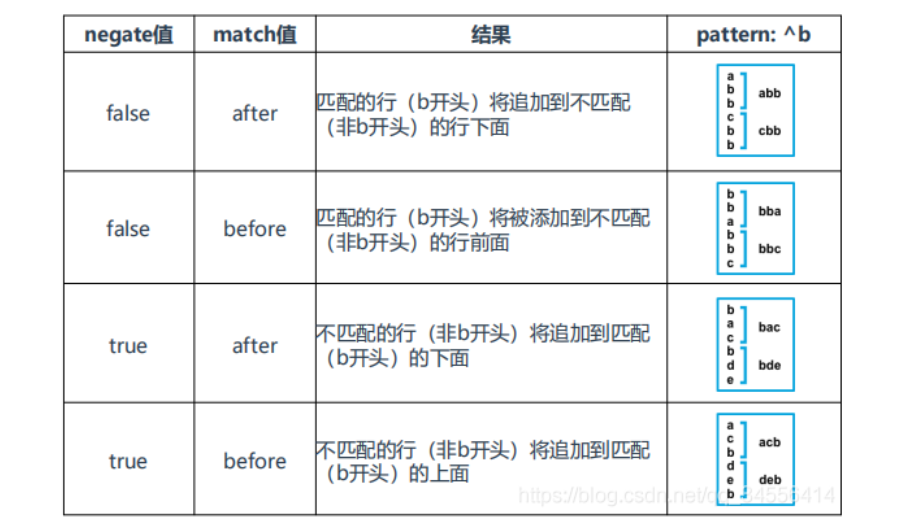 negate值 match值 结果 pattern: ^b
false after 匹配的行（b开头）将追加到不匹配
（非b开头）的行下面
a
b
b
abb
c
b
b
cbb
false before 匹配的行（b开头）将被添加到不匹配
（非b开头）的行前面
b
b
a
bba
b
b
c
bbc
true after 不匹配的行（非b开头）将追加到匹配
（b开头）的下面
b
a
c
bac
b
d
e
bde
true before 不匹配的行（非b开头）将追加到匹配
（b开头）的上面
a
c
b
acb
d
e
b
deb
https://blog.csdn.net/qq_34556414